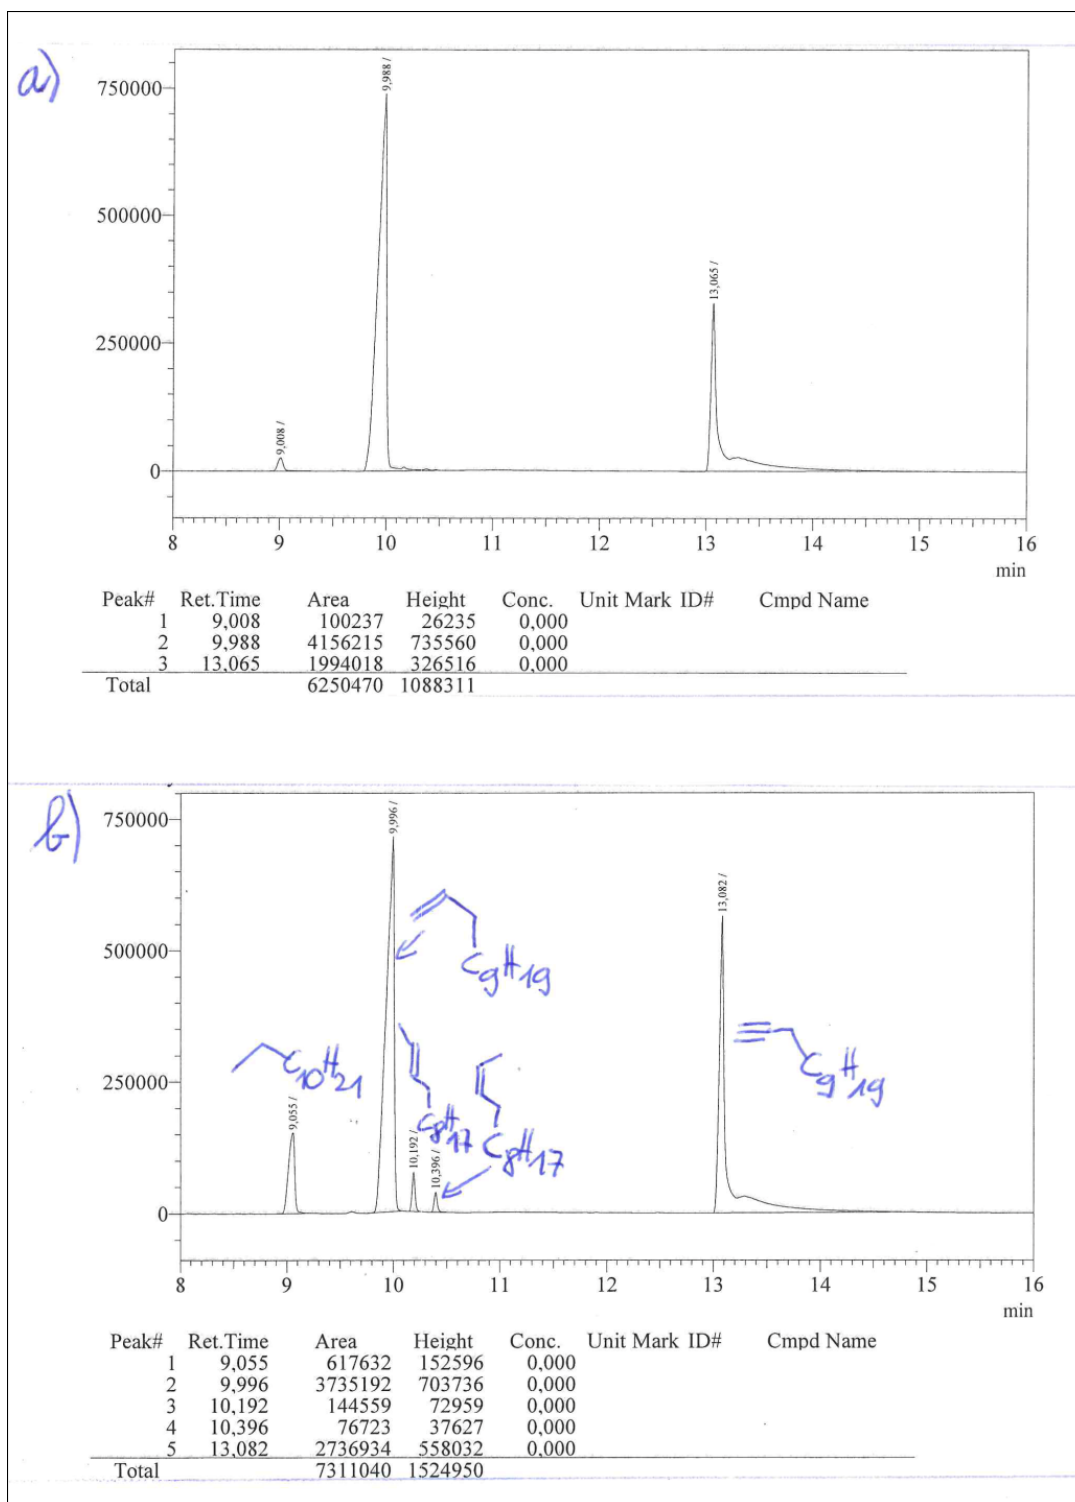 a)
750000
500000
250000
0
9,008 /
9,988 /
13,065 /
8 9 10 11 12 13 14 15 16
min
Peak# Ret.Time Area Height Conc. Unit Mark ID# Cmpd Name
1 9,008 100237 26235 0,000
2 9,988 4156215 735560 0,000
3 13,065 1994018 326516 0,000
Total 6250470 1088311
b)
750000
500000
250000
0
9,055 /
9,996 /
10,192 /
10,396 /
13,082 /
C10H21
C9H19
C8H17
C8H17
C9H19
8 9 10 11 12 13 14 15 16
min
Peak# Ret.Time Area Height Conc. Unit Mark ID# Cmpd Name
1 9,055 617632 152596 0,000
2 9,996 3735192 703736 0,000
3 10,192 144559 72959 0,000
4 10,396 76723 37627 0,000
5 13,082 2736934 558032 0,000
Total 7311040 1524950